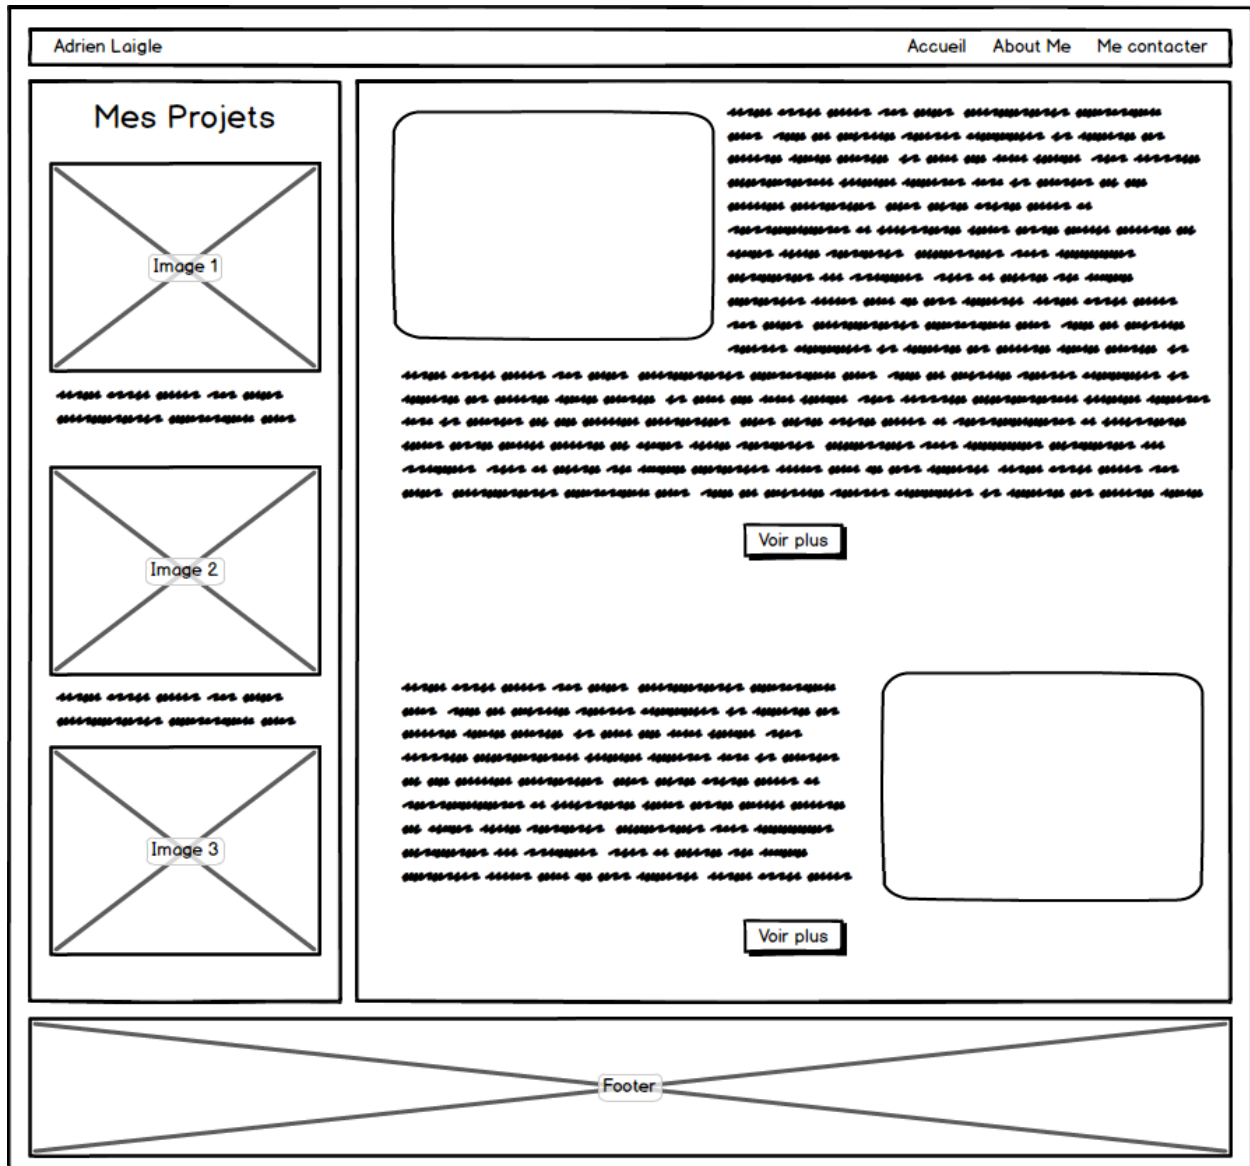 Adrien Laigle
Accueil About Me Me contacter
Mes Projets
Image 1
Image 2
Image 3
Voir plus
Voir plus
Footer